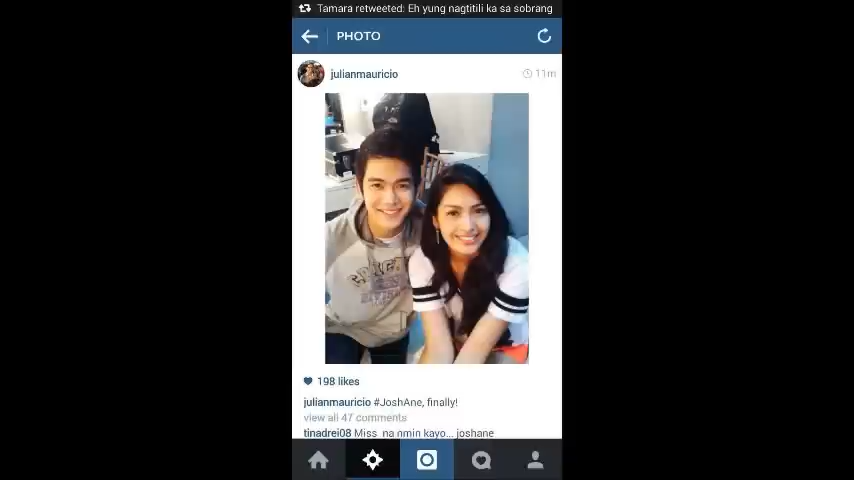 Tamara retweeted: Eh yung nagtitili ka sa sobrang
PHOTO
julianmauricio
11m
198 likes
julianmauricio #JoshAne, finally!
view all 47 comments
tinadrei08 Miss na nmin kayo... joshane